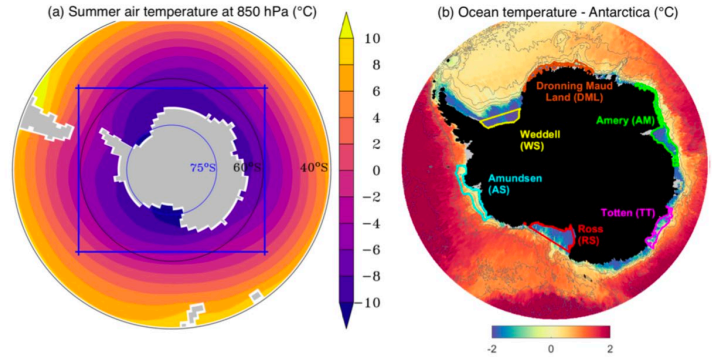 (a) Summer air temperature at 850 hPa (°C)
75°S
60°S
40°S
10
8
6
4
2
0
−2
−4
−6
−8
−10
(b) Ocean temperature - Antarctica (°C)
Dronning Maud
Land (DML)
Amery (AM)
Weddell
(WS)
Amundsen
(AS)
Totten (TT)
Ross
(RS)
-2
0
2